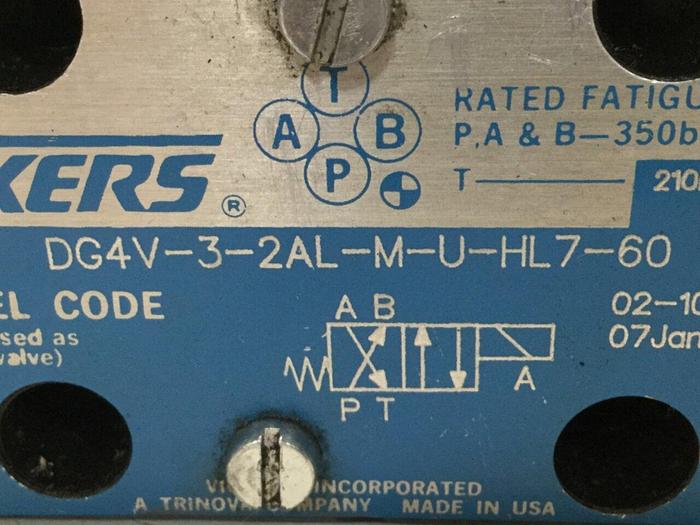 T
A B
P
RATED FATIGU
P,A & B—350b
T 210
KERS ®
DG4V-3-2AL-M-U-HL7-60
EL CODE
sed as
valve)
02-10
07Jan
A B
A
P T
INCORPORATED
A TRINOVA COMPANY MADE IN USA